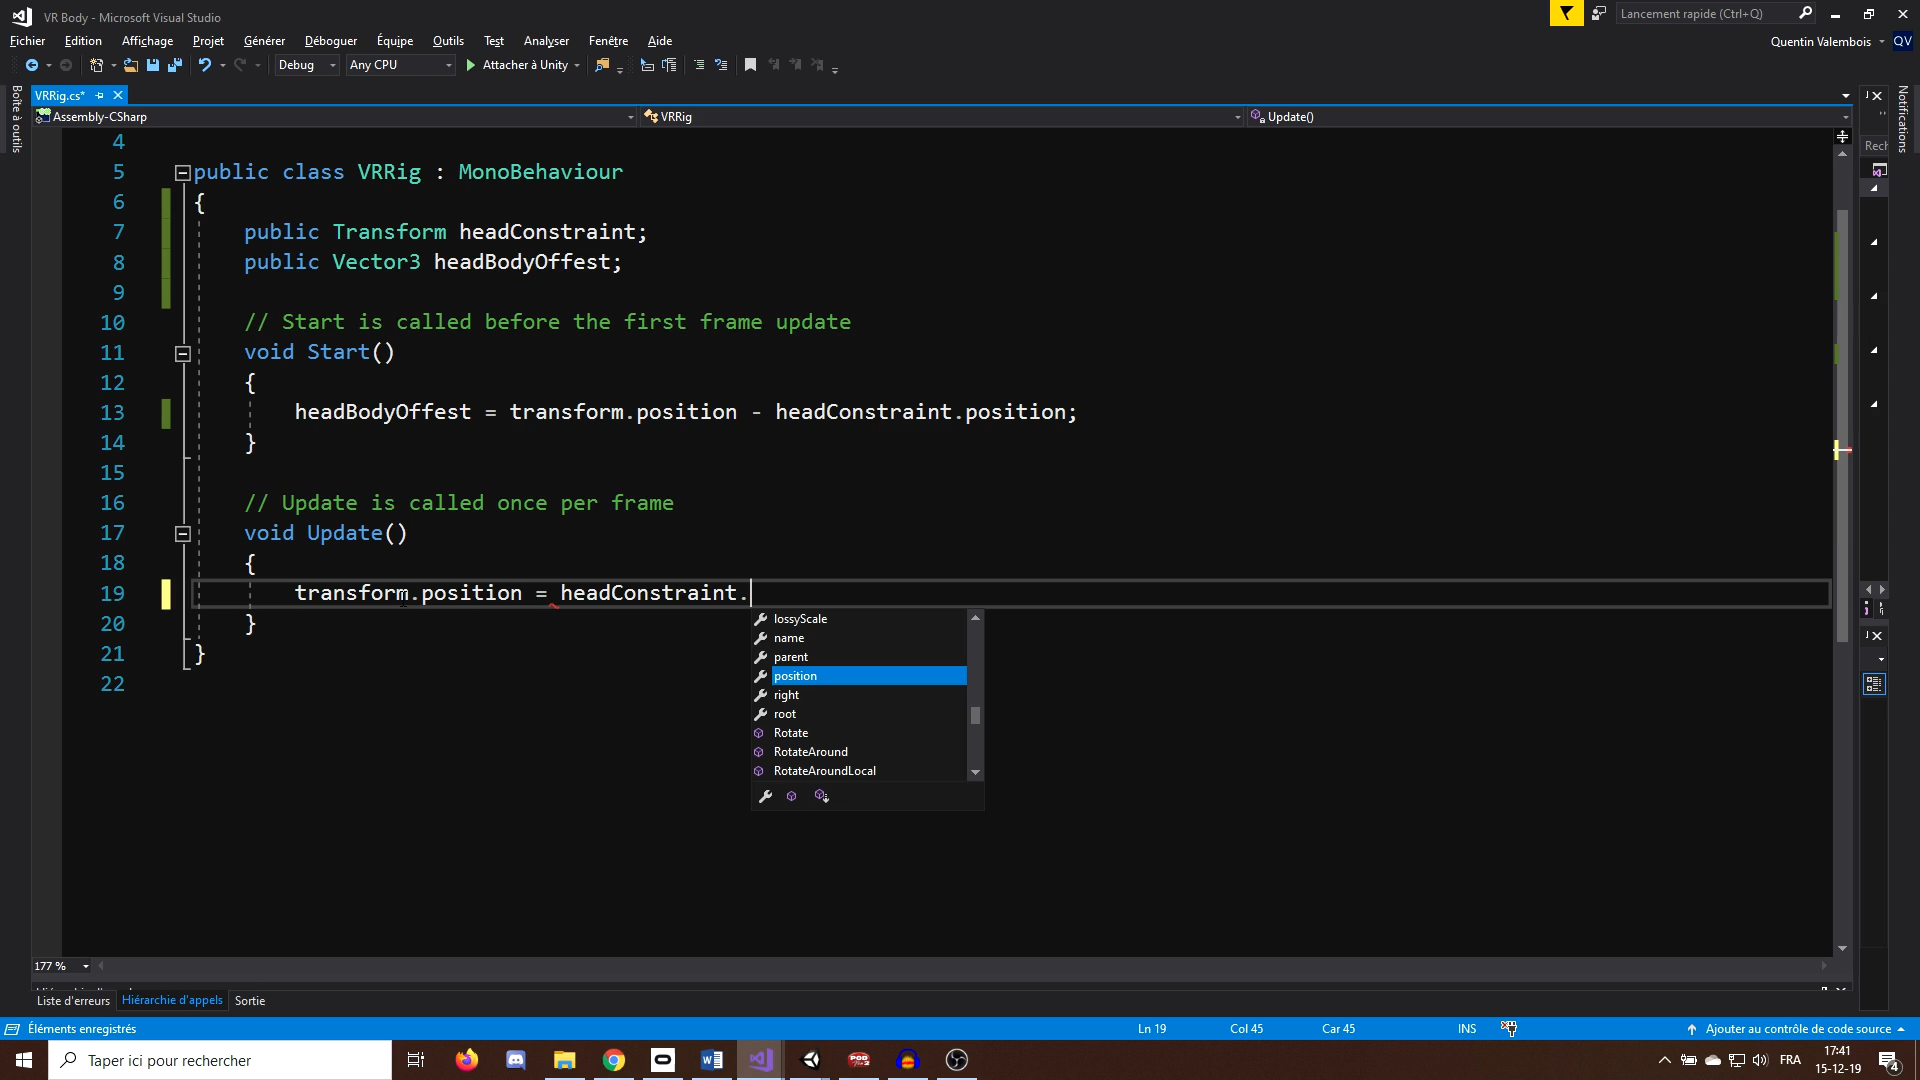 VR Body - Microsoft Visual Studio
Lancement rapide (Ctrl+Q)
Fichier Edition Affichage Projet Générer Déboguer Équipe Outils Test Analyser Fenêtre Aide
Quentin Valembois QV
Debug Any CPU Attacher à Unity
Boîte à outils
VRRig.cs*
Notifications
Assembly-CSharp VRRig Update()
Rech
4
5 public class VRRig : MonoBehaviour
6 {
7 public Transform headConstraint;
8 public Vector3 headBodyOffest;
9
10 // Start is called before the first frame update
11 void Start()
12 {
13 headBodyOffest = transform.position - headConstraint.position;
14 }
15
16 // Update is called once per frame
17 void Update()
18 {
19 transform.position = headConstraint.
20 }
21 }
22
lossyScale
name
parent
position
right
root
Rotate
RotateAround
RotateAroundLocal
177 %
Liste d'erreurs Hiérarchie d'appels Sortie
Éléments enregistrés Ln 19 Col 45 Car 45 INS Ajouter au contrôle de code source
Taper ici pour rechercher
FRA
17:41
15-12-19
4